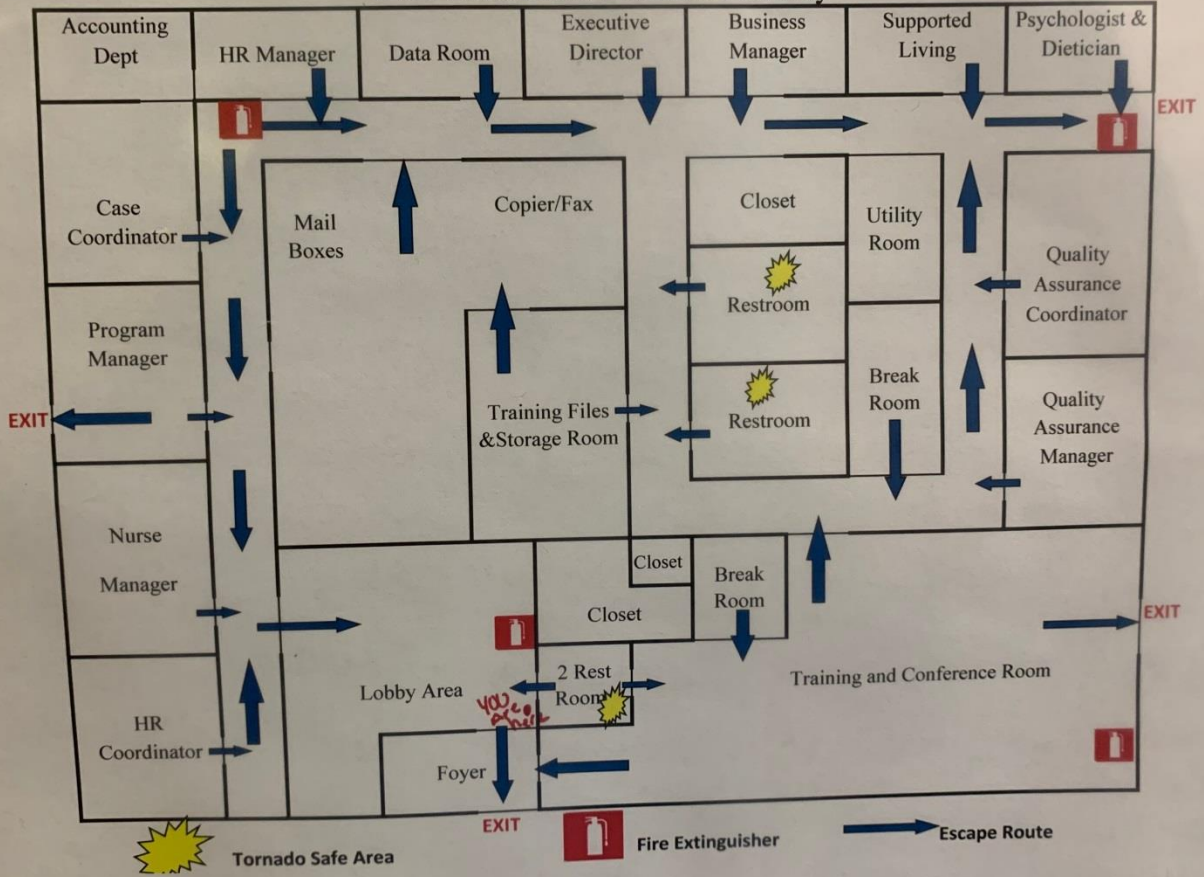 Accounting
Dept
HR Manager
Data Room
Executive
Director
Business
Manager
Supported
Living
Psychologist &
Dietician
EXIT
Case
Coordinator
Mail
Boxes
Copier/Fax
Closet
Utility
Room
Quality
Assurance
Coordinator
Restroom
Program
Manager
EXIT
Training Files
&Storage Room
Restroom
Break
Room
Quality
Assurance
Manager
Nurse
Manager
Closet
Closet
Break
Room
EXIT
HR
Coordinator
Lobby Area
2 Rest
Room
You
Are
here
Training and Conference Room
Foyer
EXIT
Tornado Safe Area
Fire Extinguisher
Escape Route